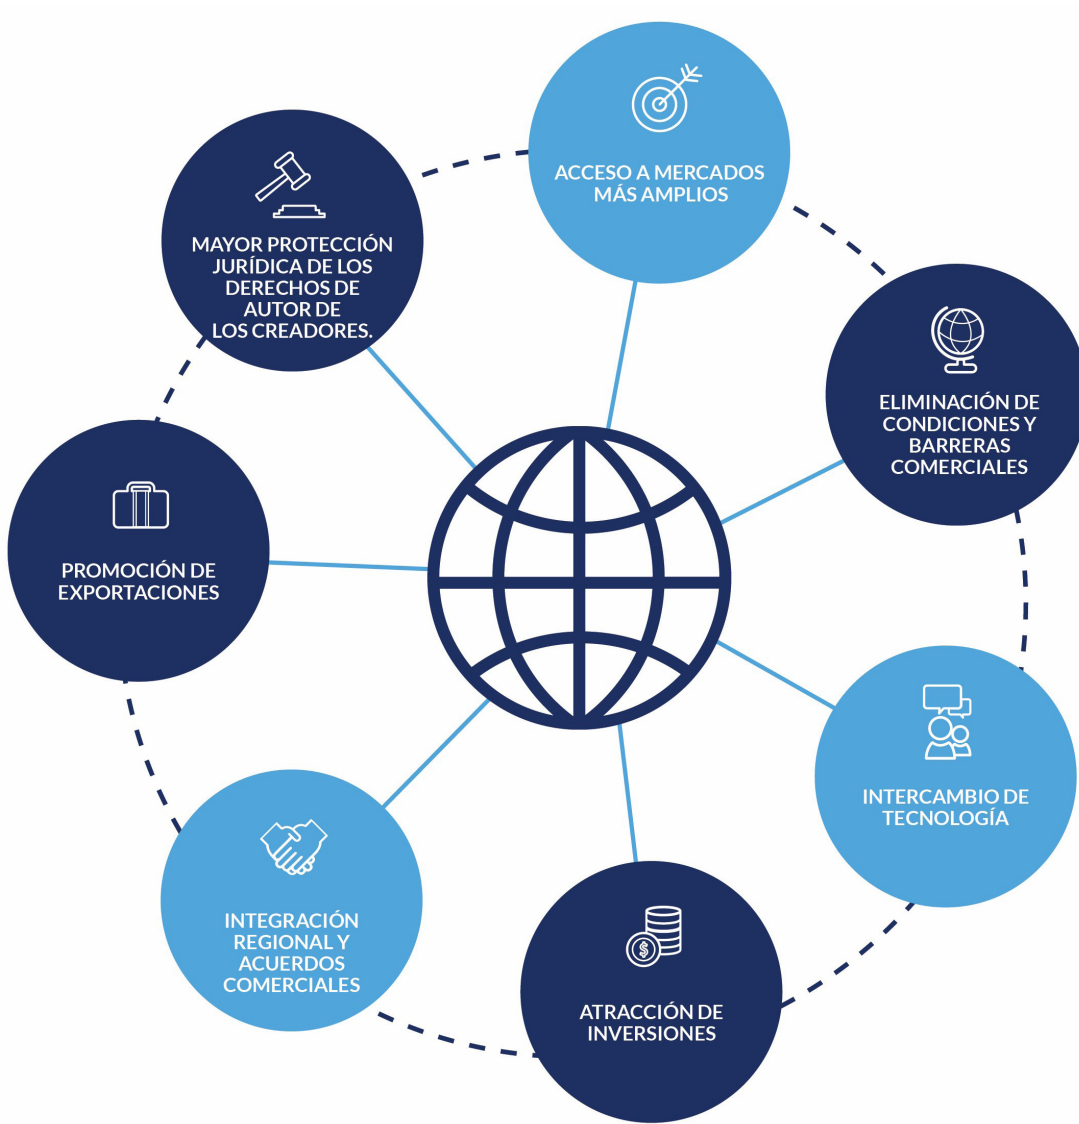 ACCESO A MERCADOS
MÁS AMPLIOS
MAYOR PROTECCIÓN
JURÍDICA DE LOS
DERECHOS DE
AUTOR DE
LOS CREADORES.
ELIMINACIÓN DE
CONDICIONES Y
BARRERAS
COMERCIALES
PROMOCIÓN DE
EXPORTACIONES
INTERCAMBIO DE
TECNOLOGÍA
INTEGRACIÓN
REGIONAL Y
ACUERDOS
COMERCIALES
$
ATRACCIÓN DE
INVERSIONES